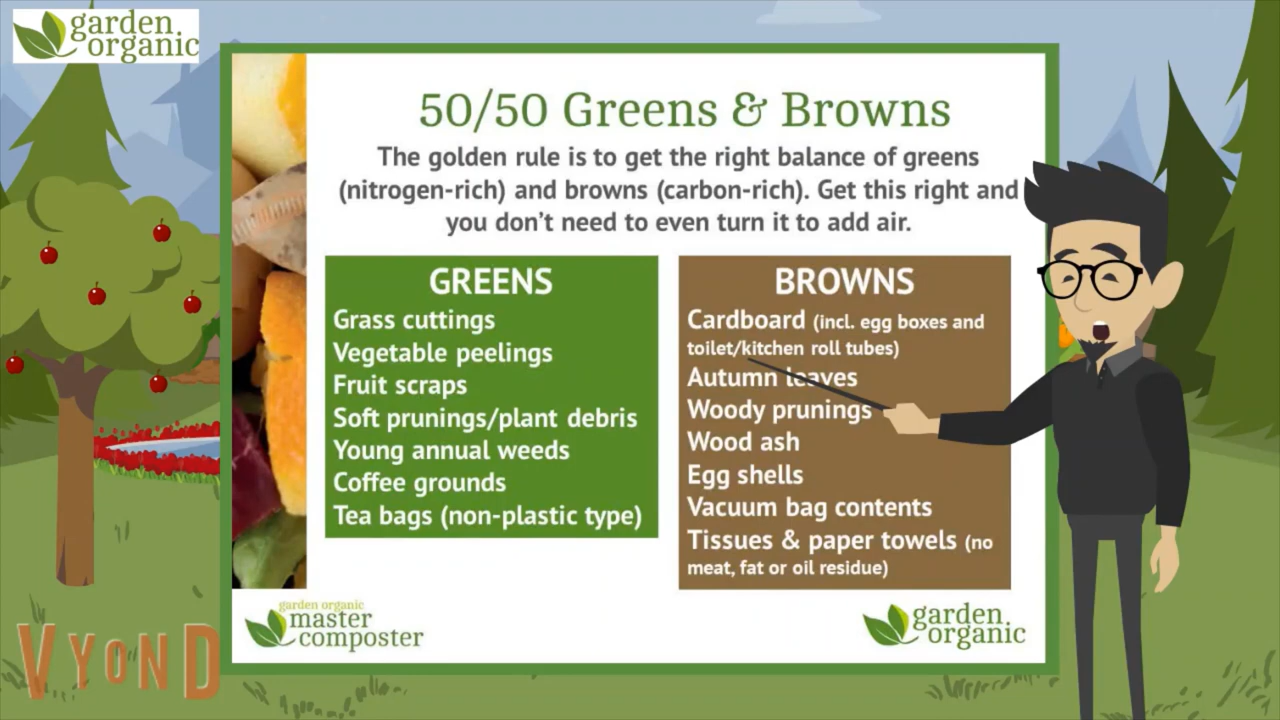 garden
organic
50/50 Greens & Browns
The golden rule is to get the right balance of greens
(nitrogen-rich) and browns (carbon-rich). Get this right and
you don't need to even turn it to add air.
GREENS
Grass cuttings
Vegetable peelings
Fruit scraps
Soft prunings/plant debris
Young annual weeds
Coffee grounds
Tea bags (non-plastic type)
BROWNS
Cardboard (incl. egg boxes and
toilet/kitchen roll tubes)
Autumn leaves
Woody prunings
Wood ash
Egg shells
Vacuum bag contents
Tissues & paper towels (no
meat, fat or oil residue)
garden organic
master
composter
garden
organic
VYOND